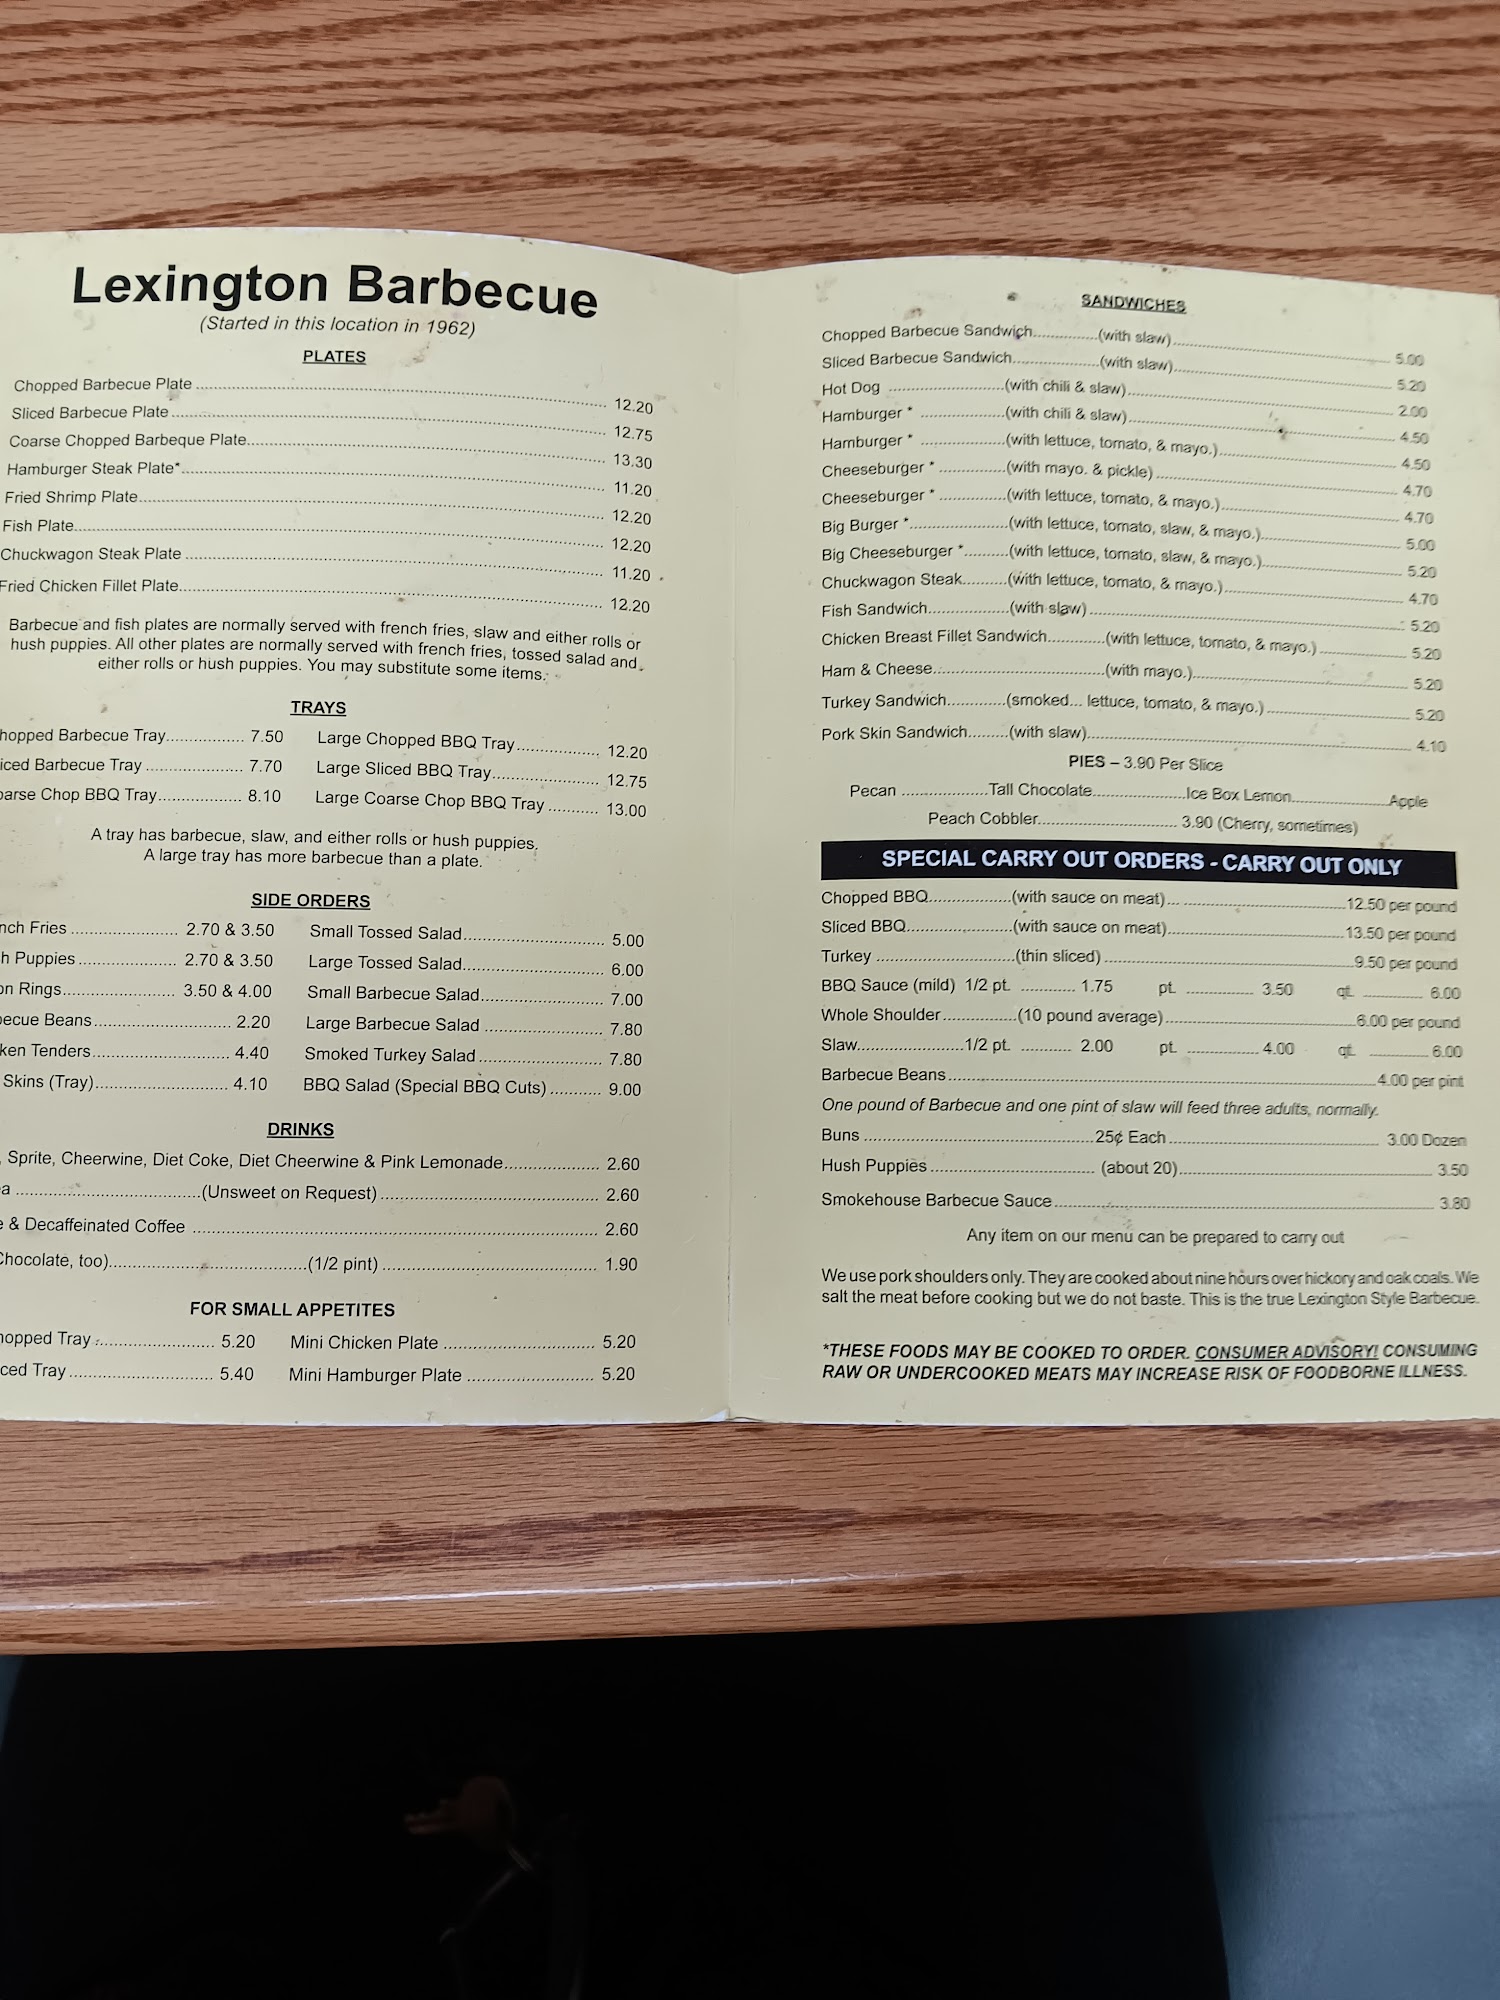 Lexington Barbecue
(Started in this location in 1962)
PLATES
Chopped Barbecue Plate 12.20
Sliced Barbecue Plate 12.75
Coarse Chopped Barbeque Plate 13.30
Hamburger Steak Plate* 11.20
Fried Shrimp Plate 12.20
Fish Plate 12.20
Chuckwagon Steak Plate 11.20
Fried Chicken Fillet Plate 12.20
Barbecue and fish plates are normally served with french fries, slaw and either rolls or
hush puppies. All other plates are normally served with french fries, tossed salad and
either rolls or hush puppies. You may substitute some items.
TRAYS
hopped Barbecue Tray 7.50 Large Chopped BBQ Tray 12.20
iced Barbecue Tray 7.70 Large Sliced BBQ Tray 12.75
oarse Chop BBQ Tray 8.10 Large Coarse Chop BBQ Tray 13.00
A tray has barbecue, slaw, and either rolls or hush puppies.
A large tray has more barbecue than a plate.
SIDE ORDERS
nch Fries 2.70 & 3.50 Small Tossed Salad 5.00
h Puppies 2.70 & 3.50 Large Tossed Salad 6.00
on Rings 3.50 & 4.00 Small Barbecue Salad 7.00
becue Beans 2.20 Large Barbecue Salad 7.80
ken Tenders 4.40 Smoked Turkey Salad 7.80
Skins (Tray) 4.10 BBQ Salad (Special BBQ Cuts) 9.00
DRINKS
, Sprite, Cheerwine, Diet Coke, Diet Cheerwine & Pink Lemonade 2.60
a (Unsweet on Request) 2.60
e & Decaffeinated Coffee 2.60
Chocolate, too) (1/2 pint) 1.90
FOR SMALL APPETITES
hopped Tray 5.20 Mini Chicken Plate 5.20
ced Tray 5.40 Mini Hamburger Plate 5.20
SANDWICHES
Chopped Barbecue Sandwich (with slaw) 5.00
Sliced Barbecue Sandwich (with slaw) 5.20
Hot Dog (with chili & slaw) 2.00
Hamburger * (with chili & slaw) 4.50
Hamburger * (with lettuce, tomato, & mayo.) 4.50
Cheeseburger * (with mayo. & pickle) 4.70
Cheeseburger * (with lettuce, tomato, & mayo.) 4.70
Big Burger * (with lettuce, tomato, slaw, & mayo.) 5.00
Big Cheeseburger * (with lettuce, tomato, slaw, & mayo.) 5.20
Chuckwagon Steak (with lettuce, tomato, & mayo.) 4.70
Fish Sandwich (with slaw) 5.20
Chicken Breast Fillet Sandwich (with lettuce, tomato, & mayo.) 5.20
Ham & Cheese (with mayo.) 5.20
Turkey Sandwich (smoked... lettuce, tomato, & mayo.) 5.20
Pork Skin Sandwich (with slaw) 4.10
PIES – 3.90 Per Slice
Pecan Tall Chocolate Ice Box Lemon Apple
Peach Cobbler 3.90 (Cherry, sometimes)
SPECIAL CARRY OUT ORDERS - CARRY OUT ONLY
Chopped BBQ (with sauce on meat) 12.50 per pound
Sliced BBQ (with sauce on meat) 13.50 per pound
Turkey (thin sliced) 9.50 per pound
BBQ Sauce (mild) 1/2 pt. 1.75 pt. 3.50 qt. 6.00
Whole Shoulder (10 pound average) 6.00 per pound
Slaw 1/2 pt. 2.00 pt. 4.00 qt. 6.00
Barbecue Beans 4.00 per pint
One pound of Barbecue and one pint of slaw will feed three adults, normally.
Buns 25¢ Each 3.00 Dozen
Hush Puppies (about 20) 3.50
Smokehouse Barbecue Sauce 3.80
Any item on our menu can be prepared to carry out
We use pork shoulders only. They are cooked about nine hours over hickory and oak coals. We
salt the meat before cooking but we do not baste. This is the true Lexington Style Barbecue.
*THESE FOODS MAY BE COOKED TO ORDER. CONSUMER ADVISORY! CONSUMING
RAW OR UNDERCOOKED MEATS MAY INCREASE RISK OF FOODBORNE ILLNESS.